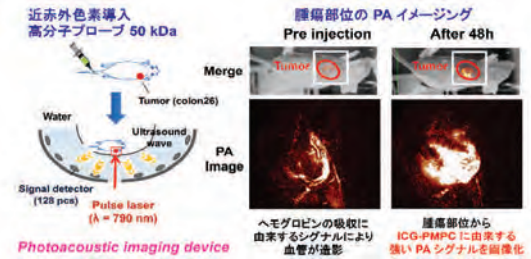 近赤外色素導入
高分子プローブ 50 kDa
Tumor (colon26)
Water
Ultrasound
wave
Signal detector
(128 pcs)
Pulse laser
(λ = 790 nm)
Photoacoustic imaging device
腫瘍部位の PA イメージング
Pre injection
After 48h
Merge
Tumor
Tumor
PA
Image
ヘモグロビンの吸収に
由来するシグナルにより
血管が造影
腫瘍部位から
ICG-PMPC に由来する
強い PA シグナルを画像化